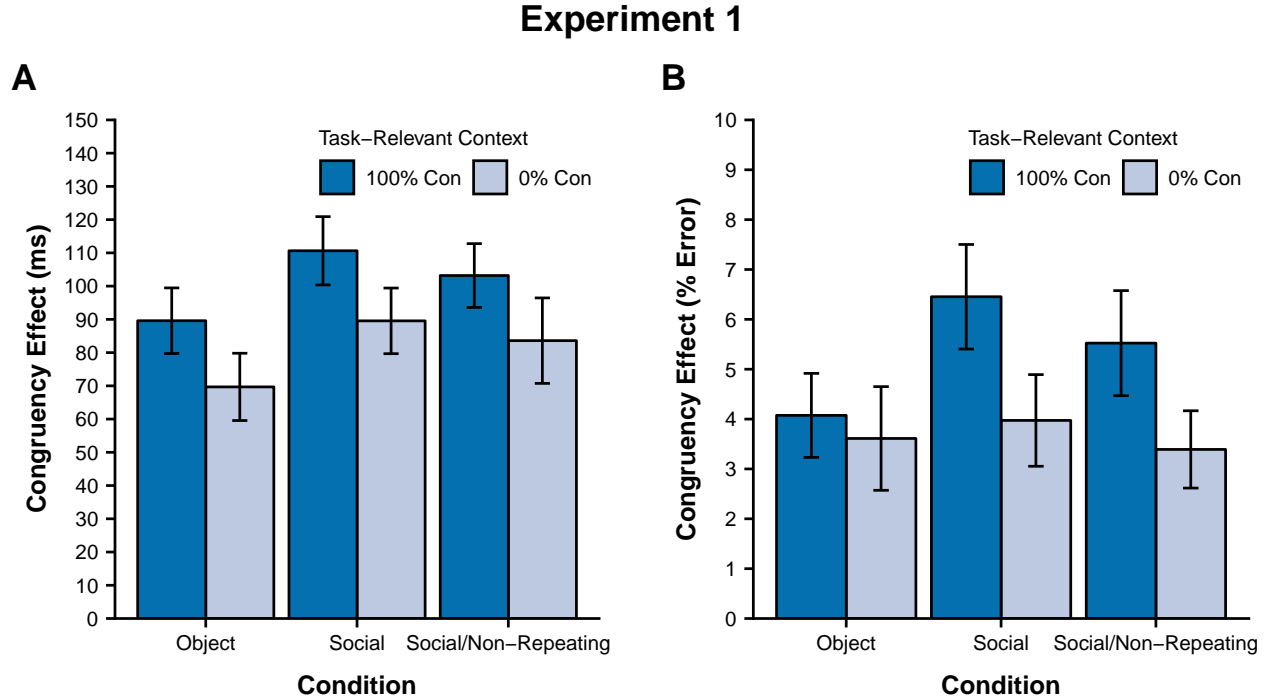 Experiment 1
A
Congruency Effect (ms)
150
140
130
120
110
100
90
80
70
60
50
40
30
20
10
0
Task−Relevant Context
100% Con 0% Con
Object Social Social/Non−Repeating
Condition
B
Congruency Effect (% Error)
10
9
8
7
6
5
4
3
2
1
0
Task−Relevant Context
100% Con 0% Con
Object Social Social/Non−Repeating
Condition